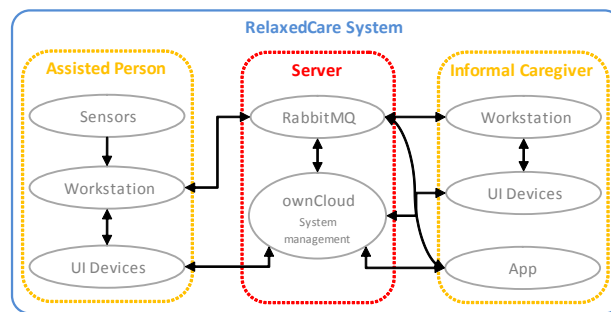 RelaxedCare System
Assisted Person
Sensors
Workstation
UI Devices
Server
RabbitMQ
ownCloud
System
management
Informal Caregiver
Workstation
UI Devices
App